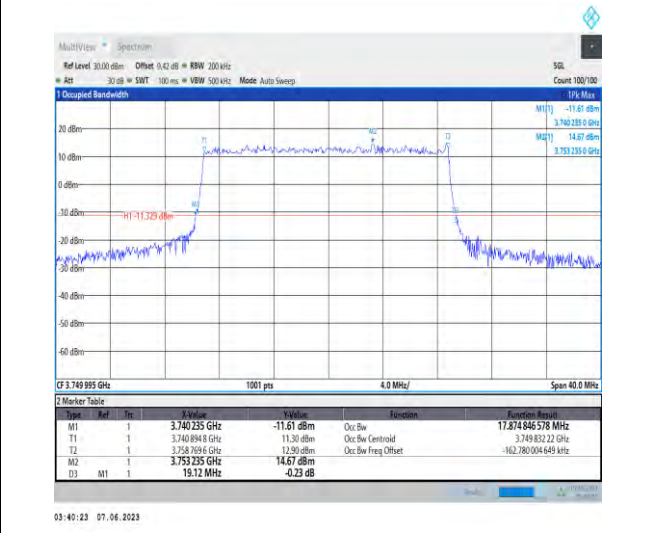 MultiView Spectrum
Ref Level 30.00 dBm Offset 9.42 dB RBW 200 kHz SGL
Att 30 dB SWT 100 ms VBW 500 kHz Mode Auto Sweep Count 100/100
1 Occupied Bandwidth 1Pk Max
M1[1] -11.61 dBm
3.740 235 0 GHz
M2[1] 14.67 dBm
3.753 235 0 GHz
20 dBm
10 dBm
0 dBm
-10 dBm
H1 -11.329 dBm
-20 dBm
-30 dBm
-40 dBm
-50 dBm
-60 dBm
T1
M2
T2
M1
CF 3.749 995 GHz 1001 pts 4.0 MHz/ Span 40.0 MHz
2 Marker Table
Type Ref Trc X-Value Y-Value Function Function Result
M1 1 3.740 235 GHz -11.61 dBm Occ Bw 17.874 846 578 MHz
T1 1 3.740 894 8 GHz 11.30 dBm Occ Bw Centroid 3.749 832 22 GHz
T2 1 3.758 769 6 GHz 12.90 dBm Occ Bw Freq Offset -162.780 004 649 kHz
M2 1 3.753 235 GHz 14.67 dBm
D3 M1 1 19.12 MHz -0.23 dB
03:40:23 07.06.2023